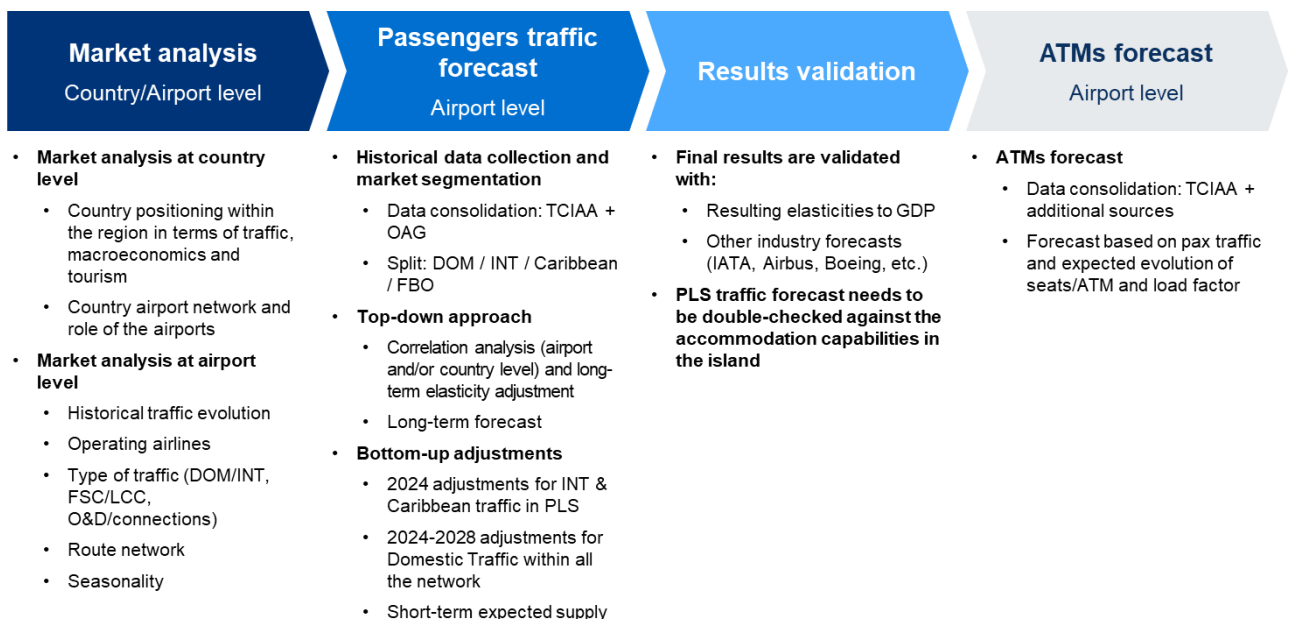 Market analysis
Country/Airport level
Passengers traffic
forecast
Airport level
Results validation
ATMs forecast
Airport level
• Market analysis at country
level
• Country positioning within
the region in terms of traffic,
macroeconomics and
tourism
• Country airport network and
role of the airports
• Market analysis at airport
level
• Historical traffic evolution
• Operating airlines
• Type of traffic (DOM/INT,
FSC/LCC,
O&D/connections)
• Route network
• Seasonality
• Historical data collection and
market segmentation
• Data consolidation: TCIAA +
OAG
• Split: DOM / INT / Caribbean
/ FBO
• Top-down approach
• Correlation analysis (airport
and/or country level) and long-
term elasticity adjustment
• Long-term forecast
• Bottom-up adjustments
• 2024 adjustments for INT &
Caribbean traffic in PLS
• 2024-2028 adjustments for
Domestic Traffic within all
the network
• Short-term expected supply
• Final results are validated
with:
• Resulting elasticities to GDP
• Other industry forecasts
(IATA, Airbus, Boeing, etc.)
• PLS traffic forecast needs to
be double-checked against the
accommodation capabilities in
the island
• ATMs forecast
• Data consolidation: TCIAA +
additional sources
• Forecast based on pax traffic
and expected evolution of
seats/ATM and load factor